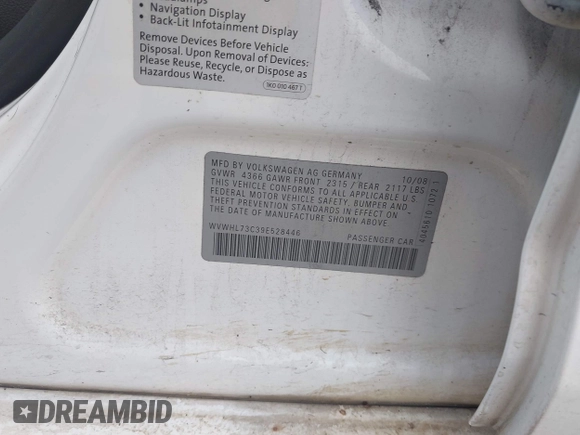 • Navigation Display
• Back-Lit Infotainment Display
Remove Devices Before Vehicle
Disposal. Upon Removal of Devices:
Please Reuse, Recycle, or Dispose as
Hazardous Waste.
1K0 010 467 T
MFD BY VOLKSWAGEN AG GERMANY 10/08
GVWR 4366 GAWR FRONT 2315 / REAR 2117 LBS
THIS VEHICLE CONFORMS TO ALL APPLICABLE U.S.
FEDERAL MOTOR VEHICLE SAFETY, BUMPER AND
THEFT PREVENTION STANDARDS IN EFFECT ON
THE DATE OF MANUFACTURE SHOWN ABOVE.
WVWHL73C39E528446 PASSENGER CAR
DREAMBID